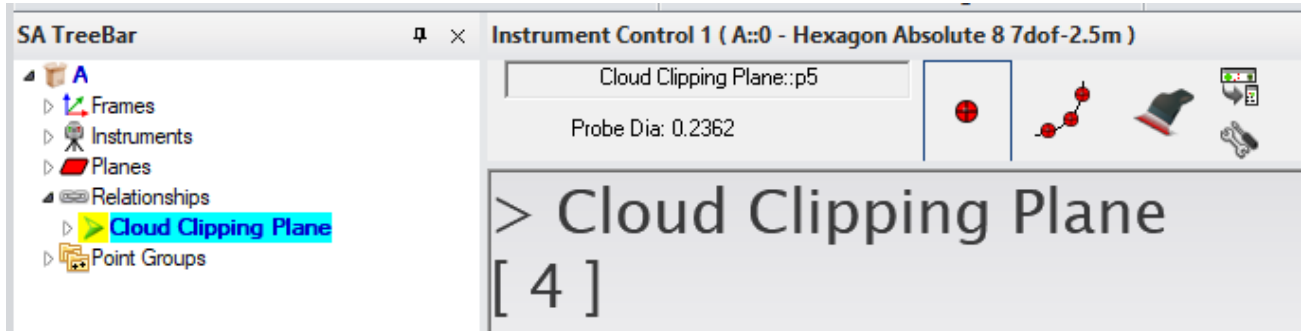 SA TreeBar
A
Frames
Instruments
Planes
Relationships
Cloud Clipping Plane
Point Groups
Instrument Control 1 ( A::0 - Hexagon Absolute 8 7dof-2.5m )
Cloud Clipping Plane::p5
Probe Dia: 0.2362
> Cloud Clipping Plane
[ 4 ]